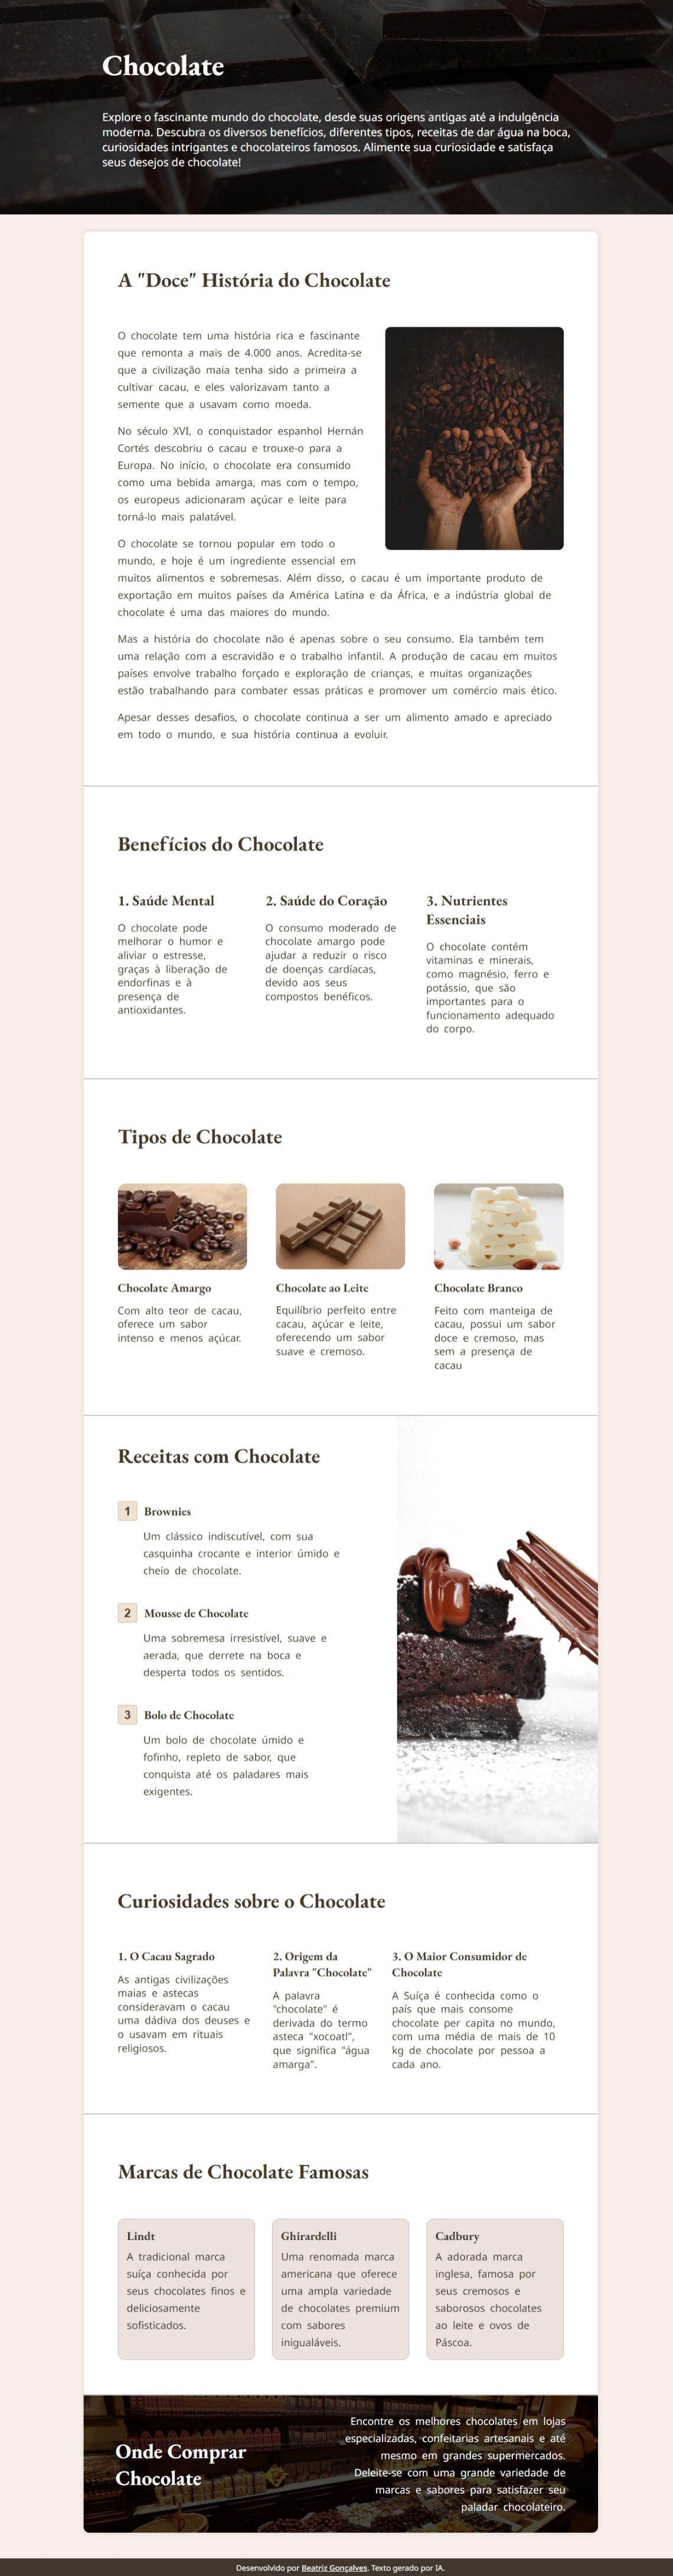 Chocolate
Explore o fascinante mundo do chocolate, desde suas origens antigas até a indulgência
moderna. Descubra os diversos benefícios, diferentes tipos, receitas de dar água na boca,
curiosidades intrigantes e chocolateiros famosos. Alimente sua curiosidade e satisfaça
seus desejos de chocolate!
A "Doce" História do Chocolate
O chocolate tem uma história rica e fascinante
que remonta a mais de 4.000 anos. Acredita-se
que a civilização maia tenha sido a primeira a
cultivar cacau, e eles valorizavam tanto a
semente que a usavam como moeda.
No século XVI, o conquistador espanhol Hernán
Cortés descobriu o cacau e trouxe-o para a
Europa. No início, o chocolate era consumido
como uma bebida amarga, mas com o tempo,
os europeus adicionaram açúcar e leite para
torná-lo mais palatável.
O chocolate se tornou popular em todo o
mundo, e hoje é um ingrediente essencial em
muitos alimentos e sobremesas. Além disso, o cacau é um importante produto de
exportação em muitos países da América Latina e da África, e a indústria global de
chocolate é uma das maiores do mundo.
Mas a história do chocolate não é apenas sobre o seu consumo. Ela também tem
uma relação com a escravidão e o trabalho infantil. A produção de cacau em muitos
países envolve trabalho forçado e exploração de crianças, e muitas organizações
estão trabalhando para combater essas práticas e promover um comércio mais ético.
Apesar desses desafios, o chocolate continua a ser um alimento amado e apreciado
em todo o mundo, e sua história continua a evoluir.
Benefícios do Chocolate
1. Saúde Mental
O chocolate pode
melhorar o humor e
aliviar o estresse,
graças à liberação de
endorfinas e à
presença de
antioxidantes.
2. Saúde do Coração
O consumo moderado de
chocolate amargo pode
ajudar a reduzir o risco
de doenças cardíacas,
devido aos seus
compostos benéficos.
3. Nutrientes
Essenciais
O chocolate contém
vitaminas e minerais,
como magnésio, ferro e
potássio, que são
importantes para o
funcionamento adequado
do corpo.
Tipos de Chocolate
Chocolate Amargo
Com alto teor de cacau,
oferece um sabor
intenso e menos açúcar.
Chocolate ao Leite
Equilíbrio perfeito entre
cacau, açúcar e leite,
oferecendo um sabor
suave e cremoso.
Chocolate Branco
Feito com manteiga de
cacau, possui um sabor
doce e cremoso, mas
sem a presença de
cacau
Receitas com Chocolate
1 Brownies
Um clássico indiscutível, com sua
casquinha crocante e interior úmido e
cheio de chocolate.
2 Mousse de Chocolate
Uma sobremesa irresistível, suave e
aerada, que derrete na boca e
desperta todos os sentidos.
3 Bolo de Chocolate
Um bolo de chocolate úmido e
fofinho, repleto de sabor, que
conquista até os paladares mais
exigentes.
Curiosidades sobre o Chocolate
1. O Cacau Sagrado
As antigas civilizações
maias e astecas
consideravam o cacau
uma dádiva dos deuses e
o usavam em rituais
religiosos.
2. Origem da
Palavra "Chocolate"
A palavra
"chocolate" é
derivada do termo
asteca "xocoatl",
que significa "água
amarga".
3. O Maior Consumidor de
Chocolate
A Suíça é conhecida como o
país que mais consome
chocolate per capita no mundo,
com uma média de mais de 10
kg de chocolate por pessoa a
cada ano.
Marcas de Chocolate Famosas
Lindt
A tradicional marca
suíça conhecida por
seus chocolates finos e
deliciosamente
sofisticados.
Ghirardelli
Uma renomada marca
americana que oferece
uma ampla variedade
de chocolates premium
com sabores
inigualáveis.
Cadbury
A adorada marca
inglesa, famosa por
seus cremosos e
saborosos chocolates
ao leite e ovos de
Páscoa.
Onde Comprar
Chocolate
Encontre os melhores chocolates em lojas
especializadas, confeitarias artesanais e até
mesmo em grandes supermercados.
Deleite-se com uma grande variedade de
marcas e sabores para satisfazer seu
paladar chocolateiro.
Desenvolvido por Beatriz Gonçalves. Texto gerado por IA.